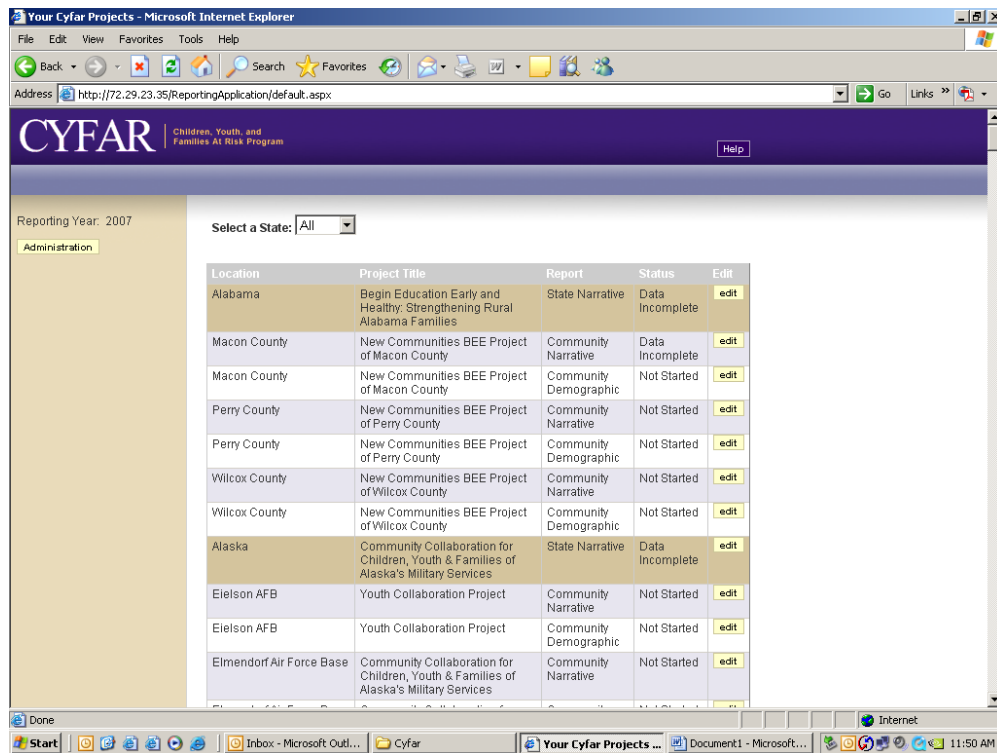 Your Cyfar Projects - Microsoft Internet Explorer
File Edit View Favorites Tools Help
Back Search Favorites
Address http://72.29.23.35/ReportingApplication/default.aspx Go Links »
CYFAR Children, Youth, and
Families At Risk Program
Help
Reporting Year: 2007
Administration
Select a State: All
Location Project Title Report Status Edit
Alabama Begin Education Early and State Narrative Data edit
Healthy: Strengthening Rural Incomplete
Alabama Families
Macon County New Communities BEE Project Community Data edit
of Macon County Narrative Incomplete
Macon County New Communities BEE Project Community Not Started edit
of Macon County Demographic
Perry County New Communities BEE Project Community Not Started edit
of Perry County Narrative
Perry County New Communities BEE Project Community Not Started edit
of Perry County Demographic
Wilcox County New Communities BEE Project Community Not Started edit
of Wilcox County Narrative
Wilcox County New Communities BEE Project Community Not Started edit
of Wilcox County Demographic
Alaska Community Collaboration for State Narrative Data edit
Children, Youth & Families of Incomplete
Alaska's Military Services
Eielson AFB Youth Collaboration Project Community Not Started edit
Narrative
Eielson AFB Youth Collaboration Project Community Not Started edit
Demographic
Elmendorf Air Force Base Community Collaboration for Community Not Started edit
Children, Youth & Families of Narrative
Alaska's Military Services
Done Internet
Start Inbox - Microsoft Outl... Cyfar Your Cyfar Projects ... Document1 - Microsoft... 11:50 AM